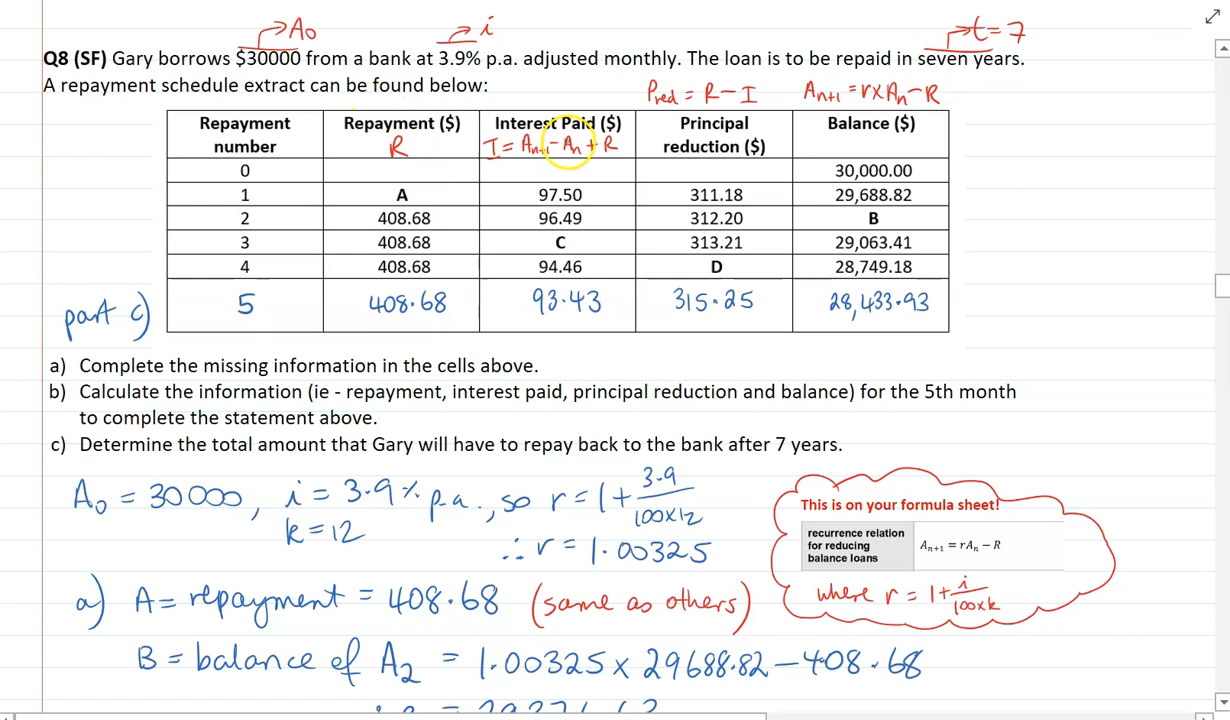 A₀
i
t=7
Q8 (SF) Gary borrows $30000 from a bank at 3.9% p.a. adjusted monthly. The loan is to be repaid in seven years.
A repayment schedule extract can be found below:
Pred = R − I
Aₙ₊₁ = r×Aₙ−R
Repayment number Repayment ($) Interest Paid ($) Principal reduction ($) Balance ($)
R I = Aₙ₊₁−Aₙ+R
0 30,000.00
1 A 97.50 311.18 29,688.82
2 408.68 96.49 312.20 B
3 408.68 C 313.21 29,063.41
4 408.68 94.46 D 28,749.18
part c) 5 408.68 93.43 315.25 28,433.93
a) Complete the missing information in the cells above.
b) Calculate the information (ie - repayment, interest paid, principal reduction and balance) for the 5th month
to complete the statement above.
c) Determine the total amount that Gary will have to repay back to the bank after 7 years.
A₀ = 30000, i = 3.9% p.a., so r = 1 + 3.9/100×12
k = 12
∴ r = 1.00325
This is on your formula sheet!
recurrence relation
for reducing
balance loans
Aₙ₊₁ = rAₙ − R
where r = 1 + i/100×k
a) A = repayment = 408.68 (same as others)
B = balance of A₂ = 1.00325 × 29688.82 − 408.68